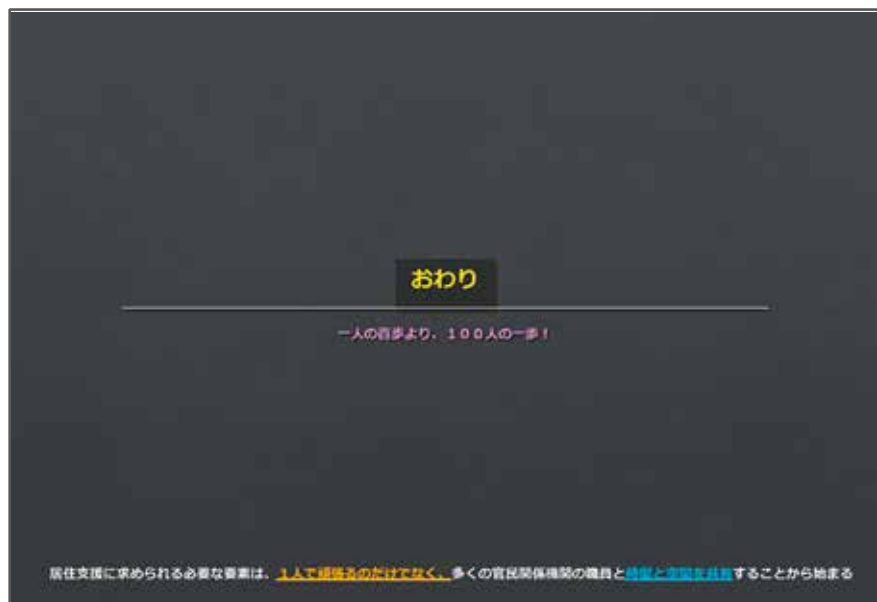 おわり
一人の百歩より、100人の一歩!
居住支援に求められる必要な要素は、1人で頑張るのだけでなく、多くの官民関係機関の職員と時間と空間を共有することから始まる